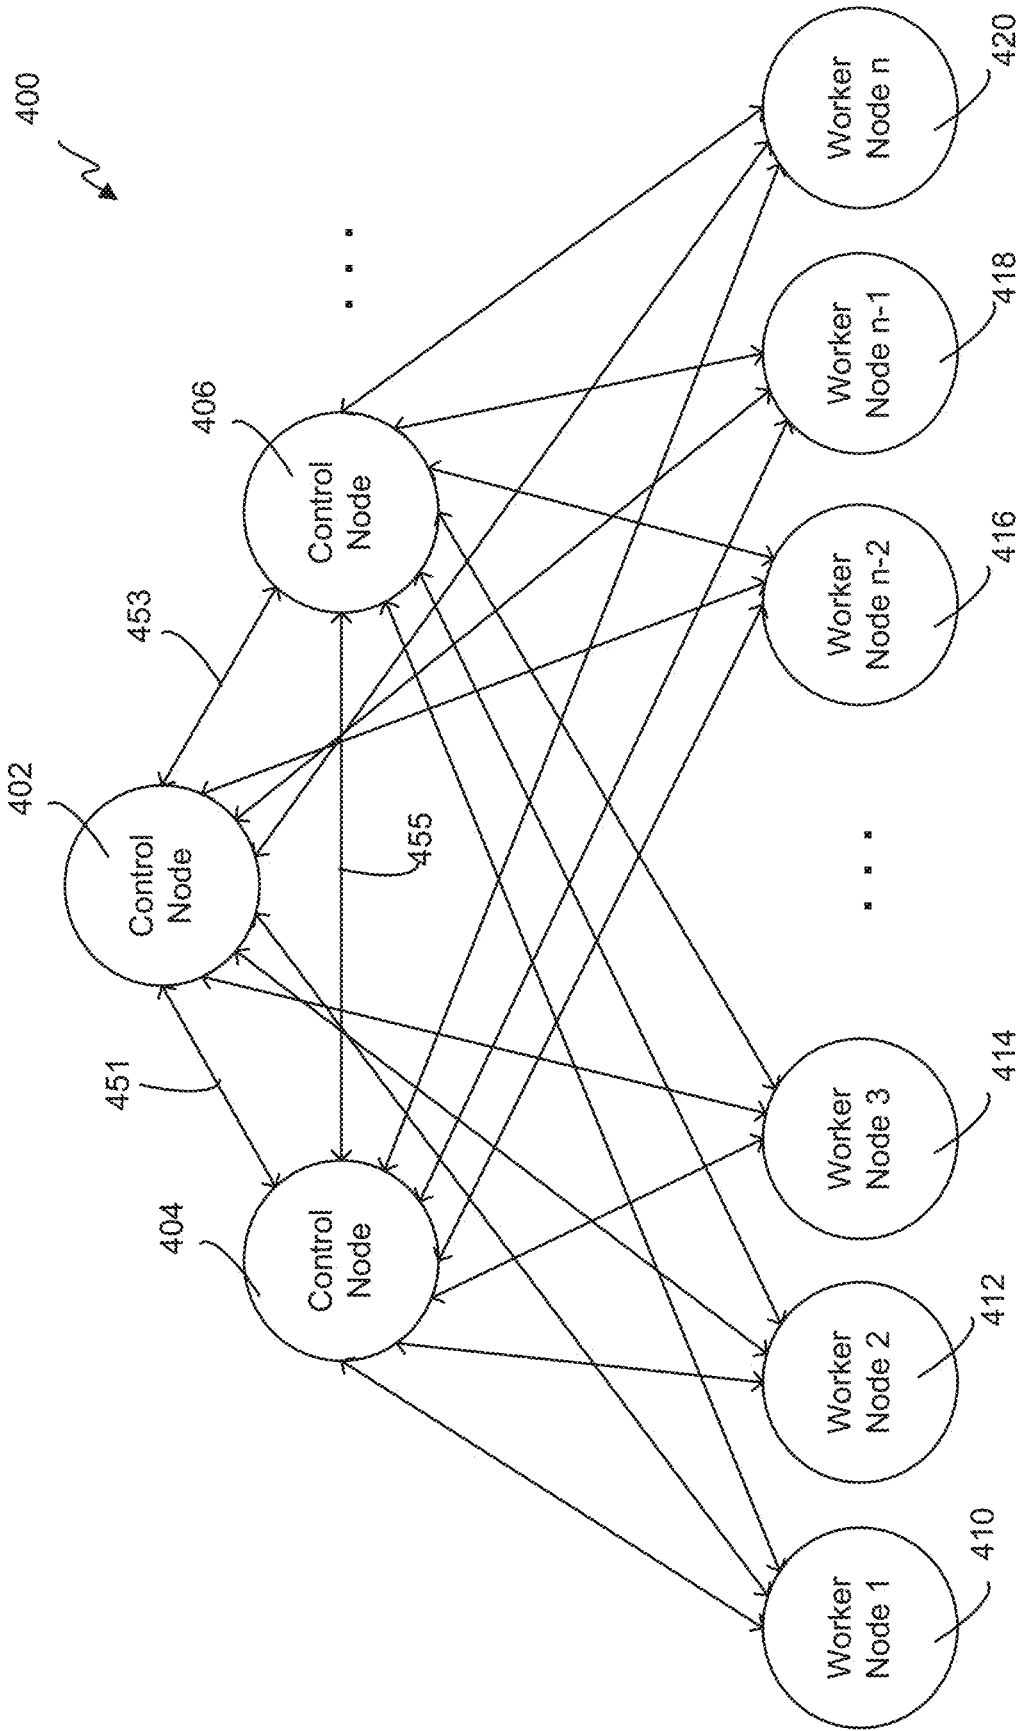 400
402
Control
Node
451
453
404
Control
Node
406
Control
Node
455
Worker
Node 1
Worker
Node 2
Worker
Node 3
Worker
Node n-2
Worker
Node n-1
Worker
Node n
410
412
414
416
418
420